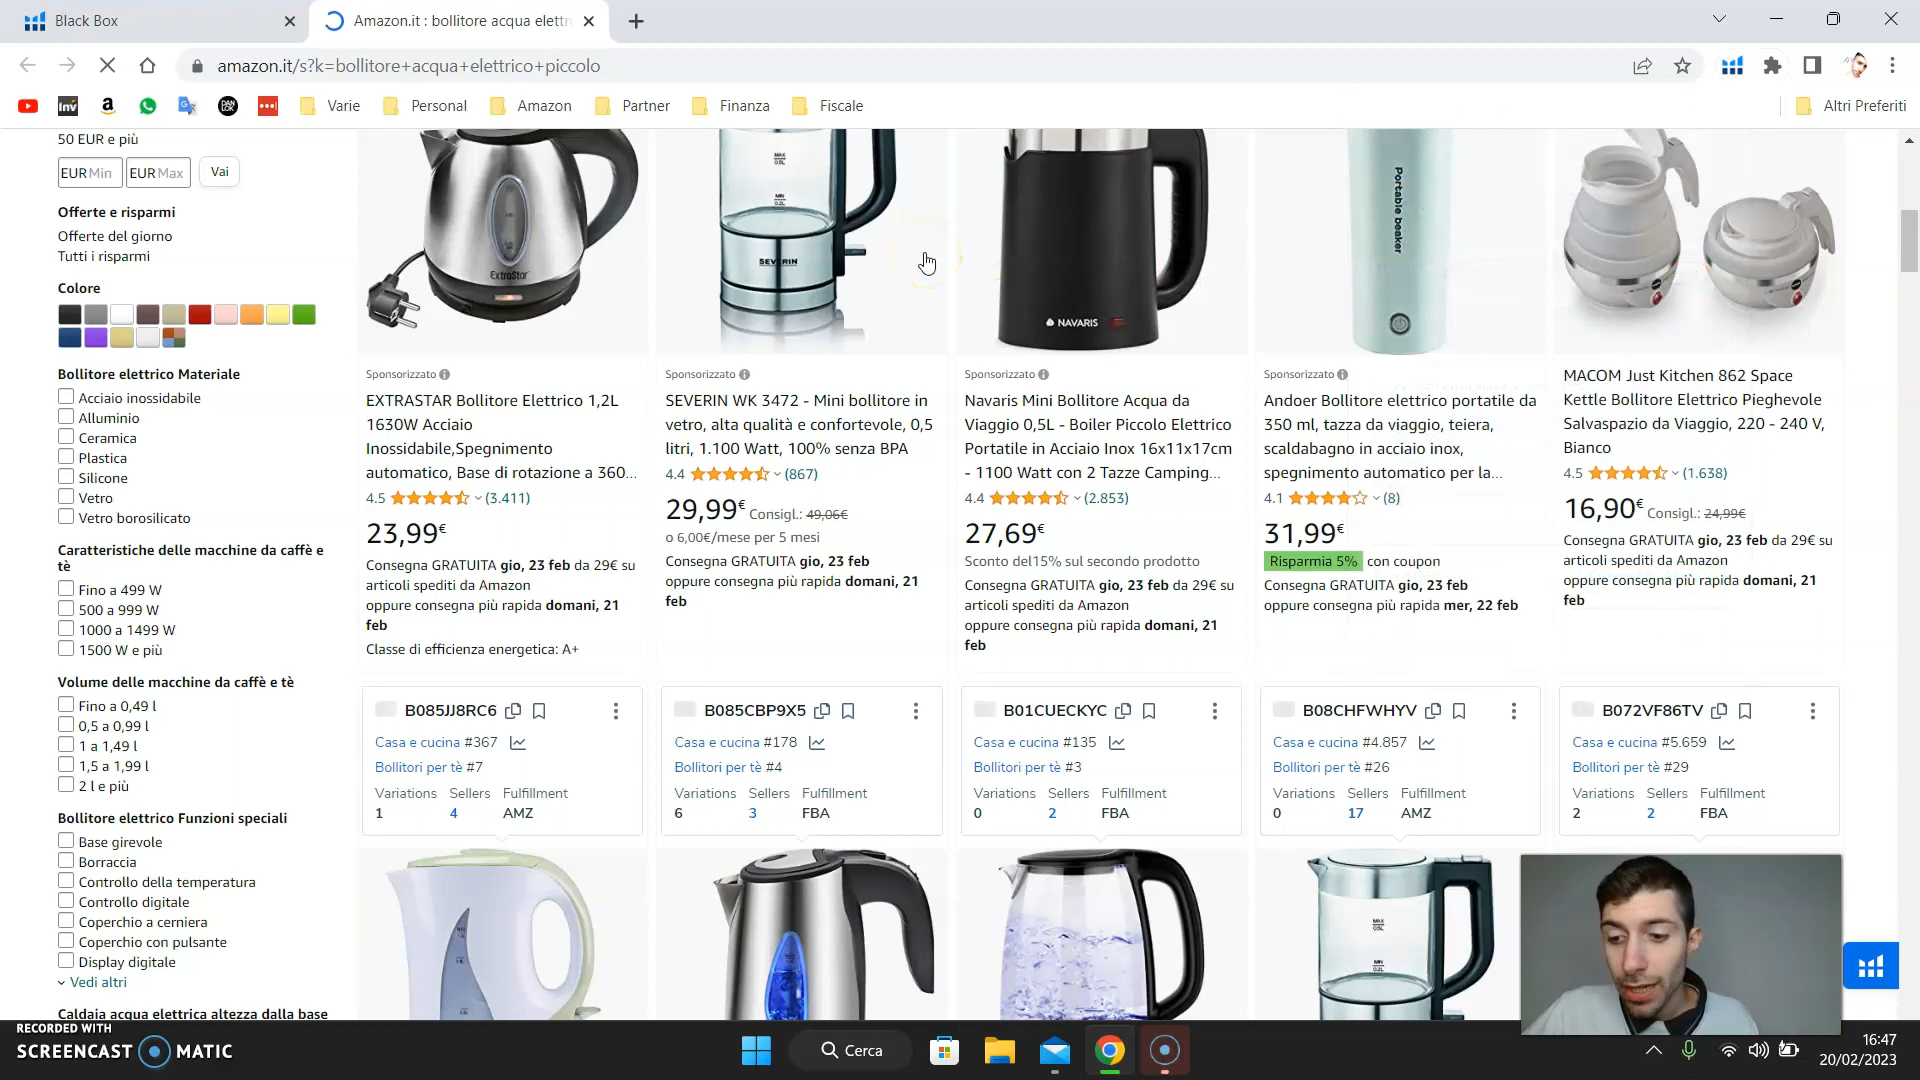 Black Box
Amazon.it : bollitore acqua elettr
amazon.it/s?k=bollitore+acqua+elettrico+piccolo
Inv
Varie
Personal
Amazon
Partner
Finanza
Fiscale
Altri Preferiti
50 EUR e più
EUR Min
EUR Max
Vai
Offerte e risparmi
Offerte del giorno
Tutti i risparmi
Colore
Bollitore elettrico Materiale
Acciaio inossidabile
Alluminio
Ceramica
Plastica
Silicone
Vetro
Vetro borosilicato
Caratteristiche delle macchine da caffè e
tè
Fino a 499 W
500 a 999 W
1000 a 1499 W
1500 W e più
Volume delle macchine da caffè e tè
Fino a 0,49 l
0,5 a 0,99 l
1 a 1,49 l
1,5 a 1,99 l
2 l e più
Bollitore elettrico Funzioni speciali
Base girevole
Borraccia
Controllo della temperatura
Controllo digitale
Coperchio a cerniera
Coperchio con pulsante
Display digitale
Vedi altri
Caldaia acqua elettrica altezza dalla base
ExtraStar
Sponsorizzato
EXTRASTAR Bollitore Elettrico 1,2L
1630W Acciaio
Inossidabile,Spegnimento
automatico, Base di rotazione a 360...
4.5 (3.411)
23,99€
Consegna GRATUITA gio, 23 feb da 29€ su
articoli spediti da Amazon
oppure consegna più rapida domani, 21
feb
Classe di efficienza energetica: A+
B085JJ8RC6
Casa e cucina #367
Bollitori per tè #7
Variations Sellers Fulfillment
1 4 AMZ
MAX
0.5L
MIN
0.2L
SEVERIN
Sponsorizzato
SEVERIN WK 3472 - Mini bollitore in
vetro, alta qualità e confortevole, 0,5
litri, 1.100 Watt, 100% senza BPA
4.4 (867)
29,99€ Consigl.: 49,06€
o 6,00€/mese per 5 mesi
Consegna GRATUITA gio, 23 feb
oppure consegna più rapida domani, 21
feb
B085CBP9X5
Casa e cucina #178
Bollitori per tè #4
Variations Sellers Fulfillment
6 3 FBA
NAVARIS
Sponsorizzato
Navaris Mini Bollitore Acqua da
Viaggio 0,5L - Boiler Piccolo Elettrico
Portatile in Acciaio Inox 16x11x17cm
- 1100 Watt con 2 Tazze Camping...
4.4 (2.853)
27,69€
Sconto del15% sul secondo prodotto
Consegna GRATUITA gio, 23 feb da 29€ su
articoli spediti da Amazon
oppure consegna più rapida domani, 21
feb
B01CUECKYC
Casa e cucina #135
Bollitori per tè #3
Variations Sellers Fulfillment
0 2 FBA
Portable beaker
Sponsorizzato
Andoer Bollitore elettrico portatile da
350 ml, tazza da viaggio, teiera,
scaldabagno in acciaio inox,
spegnimento automatico per la...
4.1 (8)
31,99€
Risparmia 5% con coupon
Consegna GRATUITA gio, 23 feb
oppure consegna più rapida mer, 22 feb
B08CHFWHYV
Casa e cucina #4.857
Bollitori per tè #26
Variations Sellers Fulfillment
0 17 AMZ
MACOM Just Kitchen 862 Space
Kettle Bollitore Elettrico Pieghevole
Salvaspazio da Viaggio, 220 - 240 V,
Bianco
4.5 (1.638)
16,90€ Consigl.: 24,99€
Consegna GRATUITA gio, 23 feb da 29€ su
articoli spediti da Amazon
oppure consegna più rapida domani, 21
feb
B072VF86TV
Casa e cucina #5.659
Bollitori per tè #29
Variations Sellers Fulfillment
2 2 FBA
MAX
0.5L
MIN
0.2L
RECORDED WITH
SCREENCAST MATIC
Cerca
16:47
20/02/2023